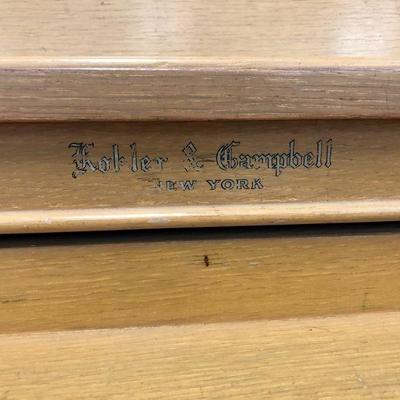 Kohler & Campbell
NEW YORK